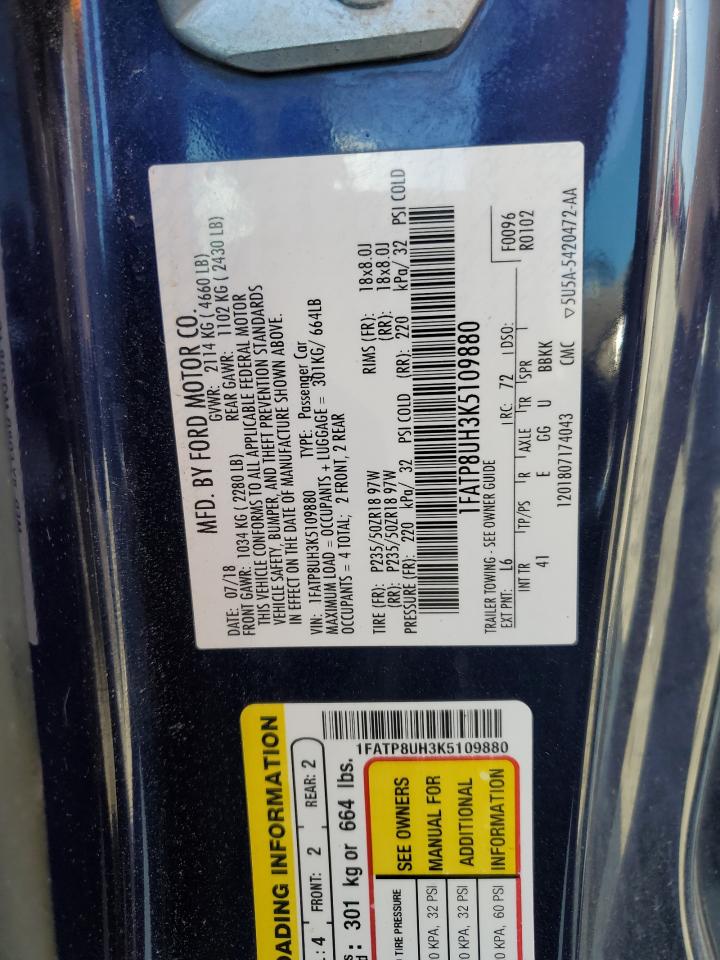 MFD. BY FORD MOTOR CO.
DATE: 07/18 GVWR: 2114 KG ( 4660 LB)
FRONT GAWR: 1034 KG ( 2280 LB) REAR GAWR: 1102 KG ( 2430 LB)
THIS VEHICLE CONFORMS TO ALL APPLICABLE FEDERAL MOTOR
VEHICLE SAFETY, BUMPER, AND THEFT PREVENTION STANDARDS
IN EFFECT ON THE DATE OF MANUFACTURE SHOWN ABOVE.
VIN: 1FATP8UH3K5109880 TYPE: Passenger Car
MAXIMUM LOAD = OCCUPANTS + LUGGAGE = 301KG/ 664LB
OCCUPANTS = 4 TOTAL; 2 FRONT, 2 REAR
TIRE (FR): P235/50ZR18 97W RIMS (FR): 18x8.0J
(RR): P235/50ZR18 97W (RR): 18x8.0J
PRESSURE (FR): 220 kPa/ 32 PSI COLD (RR): 220 kPa/ 32 PSI COLD
1FATP8UH3K5109880
TRAILER TOWING - SEE OWNER GUIDE F0096
EXT PNT: L6 RC: 72 DSO: R0102
INT TR TP/PS R AXLE TR SPR
41 E GG U BBKK
1201807174043 CMC ▽5U5A-5420472-AA
OADING INFORMATION
: 4 FRONT: 2 REAR: 2
: 301 kg or 664 lbs.
1FATP8UH3K5109880
TIRE PRESSURE
0 KPA, 32 PSI
0 KPA, 32 PSI
0 KPA, 60 PSI
SEE OWNERS
MANUAL FOR
ADDITIONAL
INFORMATION